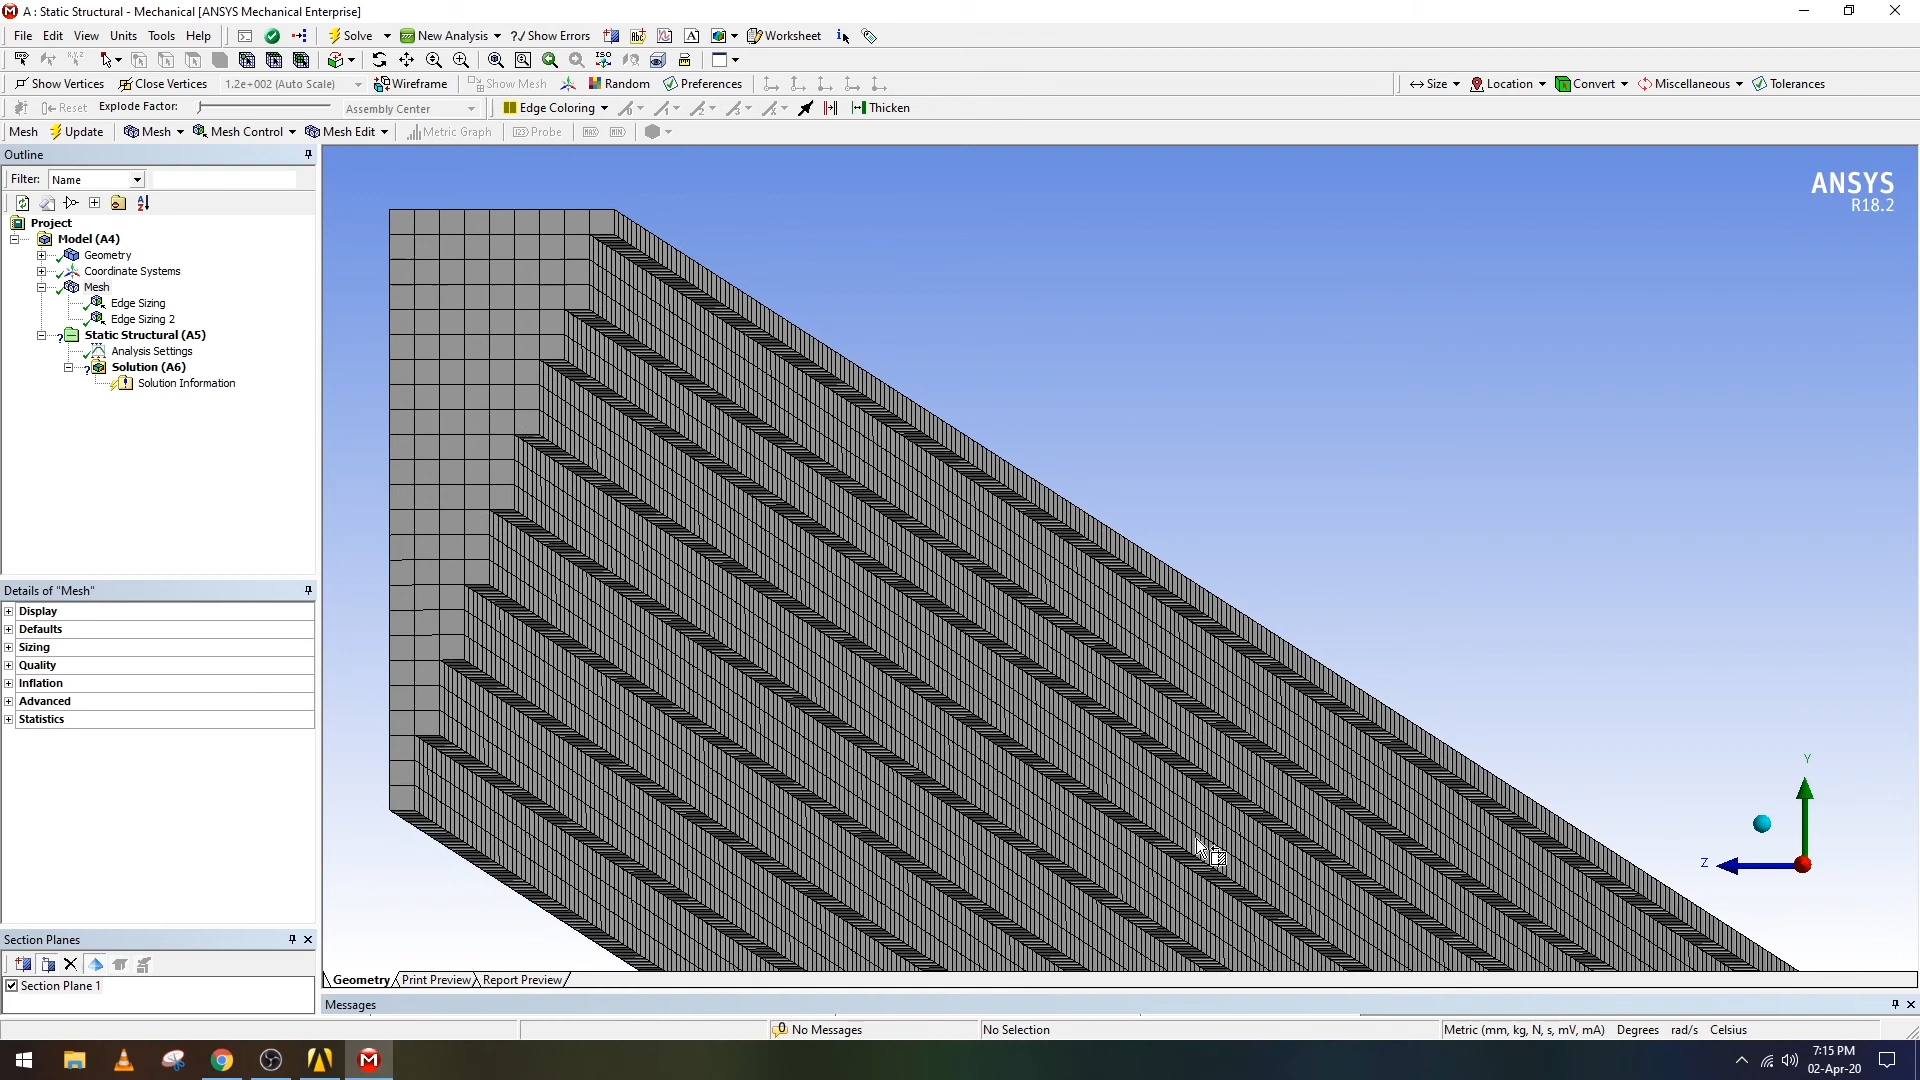 A : Static Structural - Mechanical [ANSYS Mechanical Enterprise]
File Edit View Units Tools Help Solve New Analysis ?/Show Errors Worksheet
Show Vertices Close Vertices 1.2e+002 (Auto Scale) Wireframe Show Mesh Random Preferences Size Location Convert Miscellaneous Tolerances
Reset Explode Factor: Assembly Center Edge Coloring Thicken
Mesh Update Mesh Mesh Control Mesh Edit Metric Graph Probe
Outline
Filter: Name
Project
Model (A4)
Geometry
Coordinate Systems
Mesh
Edge Sizing
Edge Sizing 2
Static Structural (A5)
Analysis Settings
Solution (A6)
Solution Information
ANSYS
R18.2
Details of "Mesh"
Display
Defaults
Sizing
Quality
Inflation
Advanced
Statistics
Y
Z
Section Planes
Section Plane 1
Geometry Print Preview Report Preview
Messages
No Messages No Selection Metric (mm, kg, N, s, mV, mA) Degrees rad/s Celsius
7:15 PM
02-Apr-20